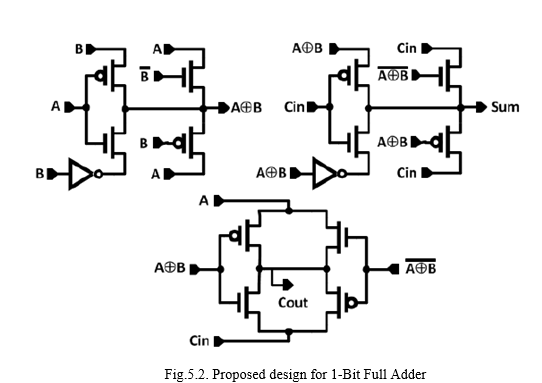 B A A⊕B Cin
B̅ A̅⊕̅B̅
A A⊕B Cin Sum
B A⊕B
B A A⊕B Cin
A
A⊕B A̅⊕̅B̅
Cout
Cin
Fig.5.2. Proposed design for 1-Bit Full Adder